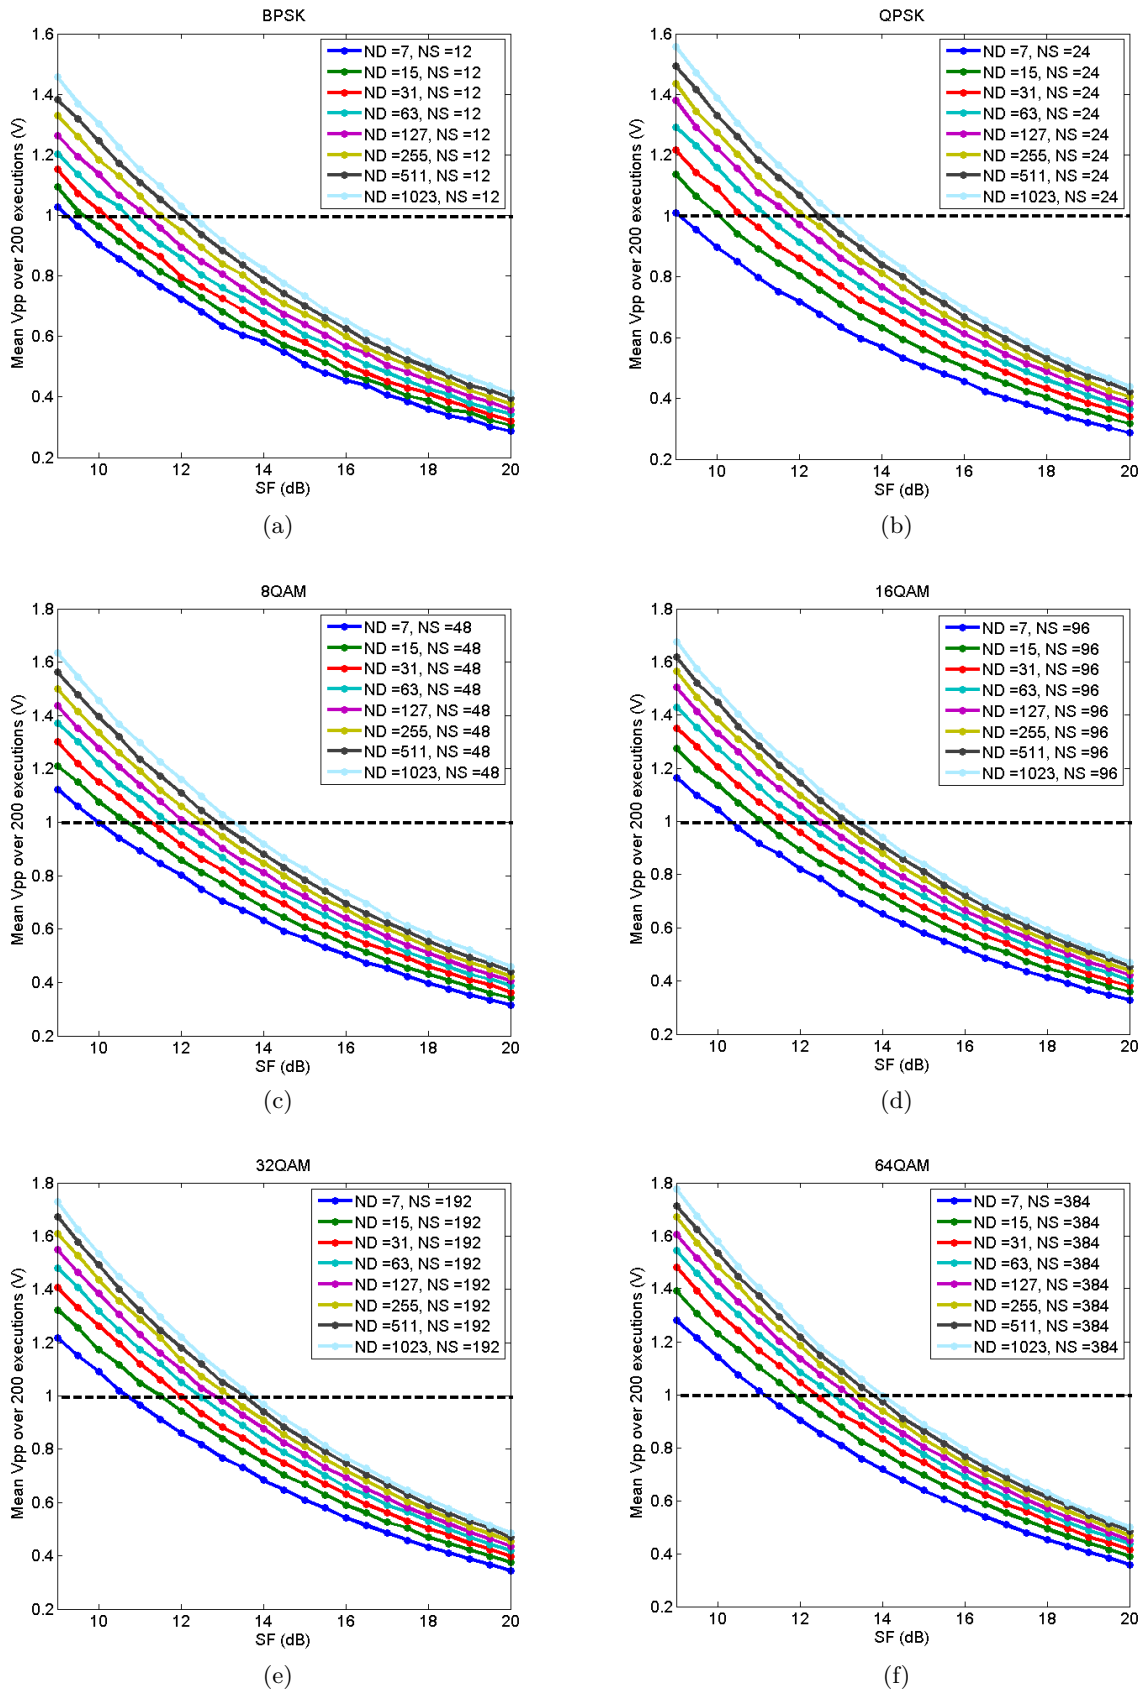 BPSK
Mean Vpp over 200 executions (V)
1.6
1.4
1.2
1
0.8
0.6
0.4
0.2
ND =7, NS =12
ND =15, NS =12
ND =31, NS =12
ND =63, NS =12
ND =127, NS =12
ND =255, NS =12
ND =511, NS =12
ND =1023, NS =12
10 12 14 16 18 20
SF (dB)
(a)
QPSK
Mean Vpp over 200 executions (V)
1.6
1.4
1.2
1
0.8
0.6
0.4
0.2
ND =7, NS =24
ND =15, NS =24
ND =31, NS =24
ND =63, NS =24
ND =127, NS =24
ND =255, NS =24
ND =511, NS =24
ND =1023, NS =24
10 12 14 16 18 20
SF (dB)
(b)
8QAM
Mean Vpp over 200 executions (V)
1.8
1.6
1.4
1.2
1
0.8
0.6
0.4
0.2
ND =7, NS =48
ND =15, NS =48
ND =31, NS =48
ND =63, NS =48
ND =127, NS =48
ND =255, NS =48
ND =511, NS =48
ND =1023, NS =48
10 12 14 16 18 20
SF (dB)
(c)
16QAM
Mean Vpp over 200 executions (V)
1.8
1.6
1.4
1.2
1
0.8
0.6
0.4
0.2
ND =7, NS =96
ND =15, NS =96
ND =31, NS =96
ND =63, NS =96
ND =127, NS =96
ND =255, NS =96
ND =511, NS =96
ND =1023, NS =96
10 12 14 16 18 20
SF (dB)
(d)
32QAM
Mean Vpp over 200 executions (V)
1.8
1.6
1.4
1.2
1
0.8
0.6
0.4
0.2
ND =7, NS =192
ND =15, NS =192
ND =31, NS =192
ND =63, NS =192
ND =127, NS =192
ND =255, NS =192
ND =511, NS =192
ND =1023, NS =192
10 12 14 16 18 20
SF (dB)
(e)
64QAM
Mean Vpp over 200 executions (V)
1.8
1.6
1.4
1.2
1
0.8
0.6
0.4
0.2
ND =7, NS =384
ND =15, NS =384
ND =31, NS =384
ND =63, NS =384
ND =127, NS =384
ND =255, NS =384
ND =511, NS =384
ND =1023, NS =384
10 12 14 16 18 20
SF (dB)
(f)